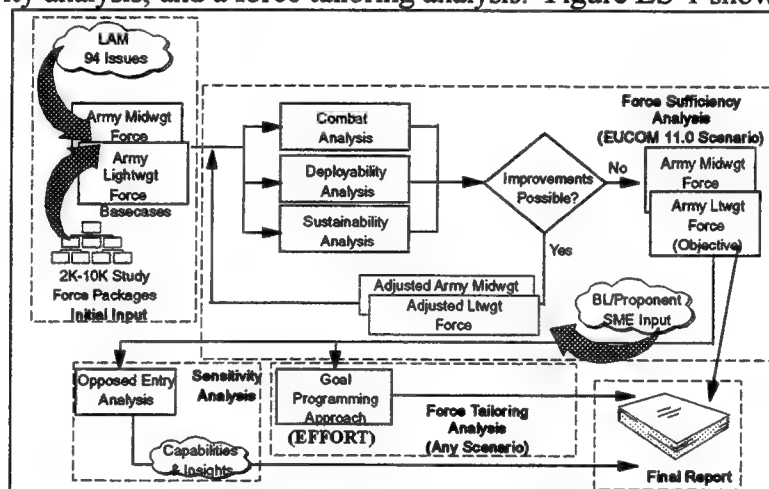 ity analysis, and a force tailoring analysis. Figure ES-1 show
LAM
94 Issues
Army Midwgt
Force
Army
Lightwgt
Force
Basecases
2K-10K Study
Force Packages
Initial Input
Combat
Analysis
Deployability
Analysis
Sustainability
Analysis
Improvements
Possible?
No
Yes
Force Sufficiency
Analysis
(EUCOM 11.0 Scenario)
Army Midwgt
Force
Army Ltwgt
Force
(Objective)
Adjusted Army Midwgt
Adjusted Ltwgt
Force
BL/Proponent
SME Input
Opposed Entry
Analysis
Sensitivity
Analysis
Capabilities
& Insights
Goal
Programming
Approach
(EFFORT)
Force Tailoring
Analysis
(Any Scenario)
Final Report